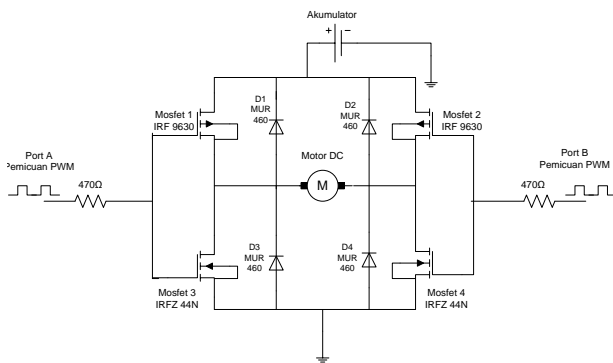 Akumulator
+ −
D1
MUR
460
D2
MUR
460
Mosfet 1
IRF 9630
Mosfet 2
IRF 9630
Port A
Pemicuan PWM
470Ω
Motor DC
M
Port B
Pemicuan PWM
470Ω
D3
MUR
460
D4
MUR
460
Mosfet 3
IRFZ 44N
Mosfet 4
IRFZ 44N